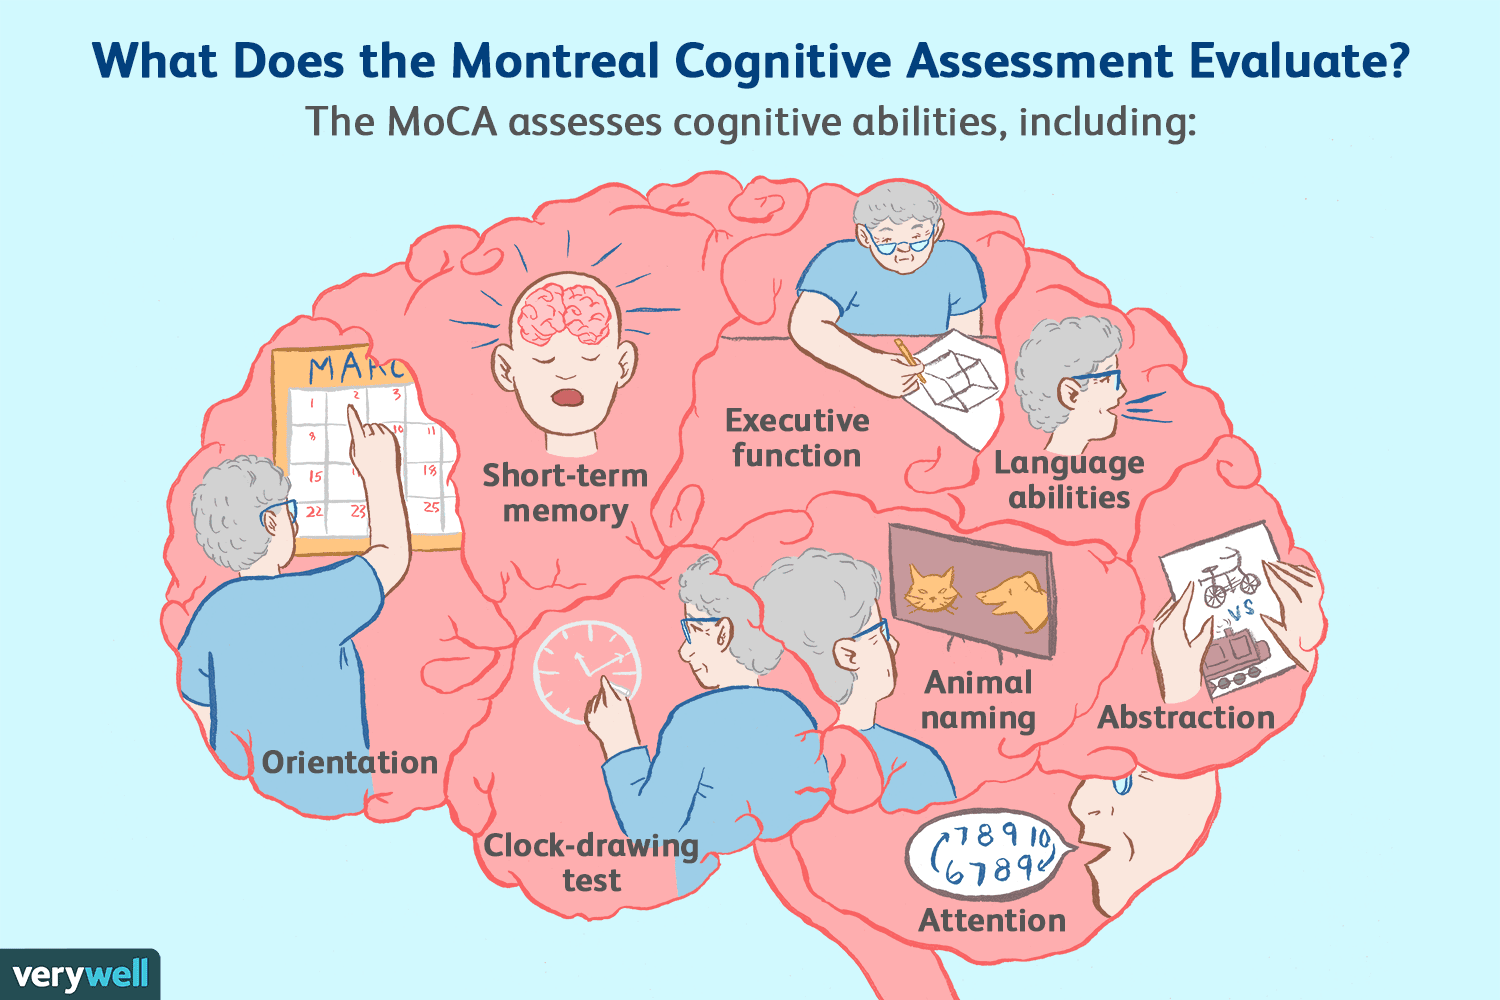 What Does the Montreal Cognitive Assessment Evaluate?
The MoCA assesses cognitive abilities, including:
MARC
1 2 3
8 10 11
15 1 18
22 23 25
Short-term
memory
Executive
function
Language
abilities
Orientation
Clock-drawing
test
Animal
naming
VS
Abstraction
7 8 9 10
6 7 8 9
Attention
verywell